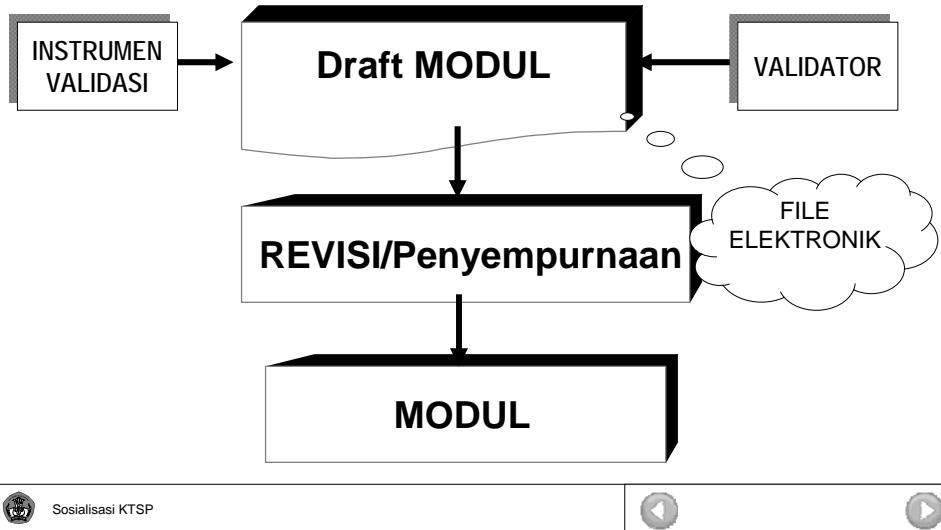 INSTRUMEN
VALIDASI
Draft MODUL
VALIDATOR
FILE
ELEKTRONIK
REVISI/Penyempurnaan
MODUL
Sosialisasi KTSP